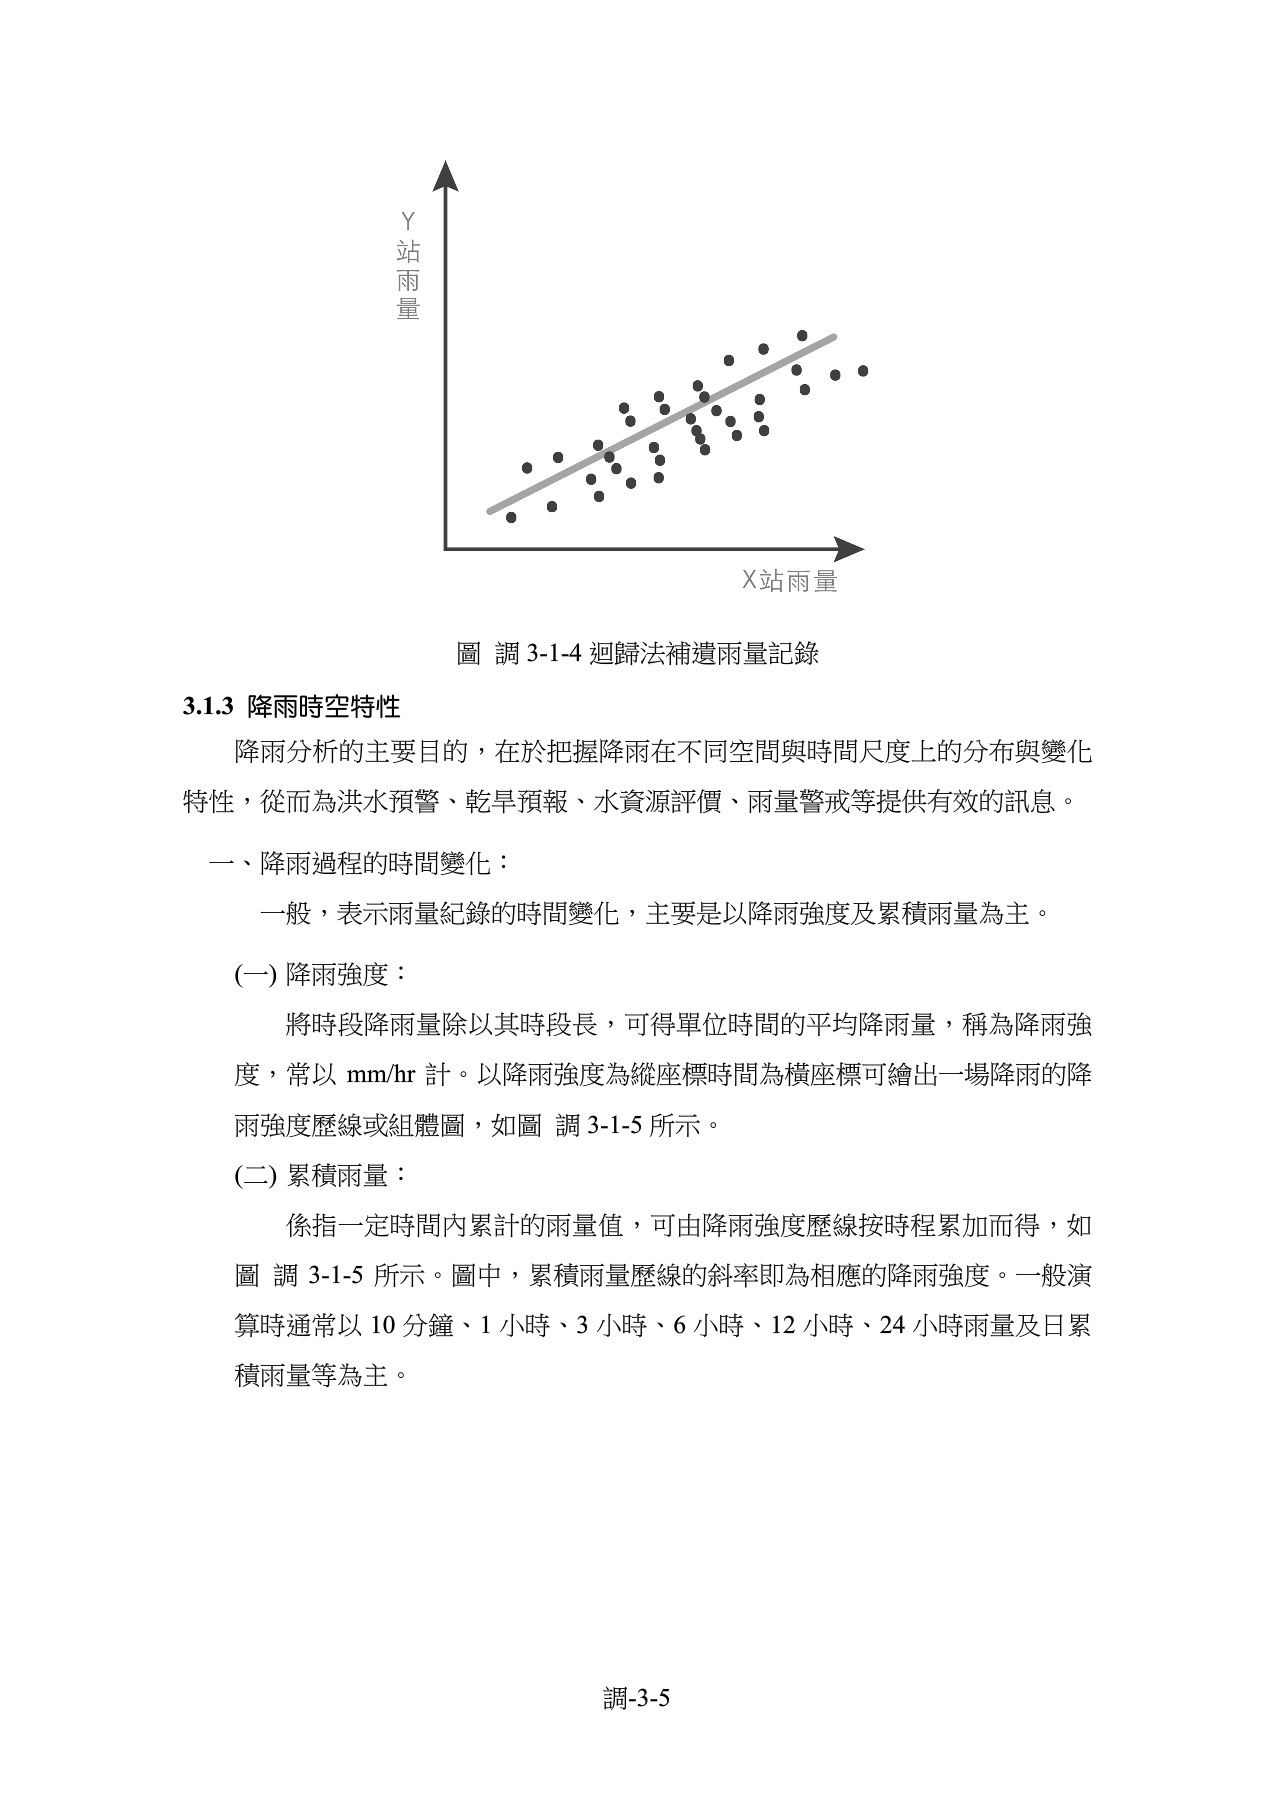 Y
站
雨
量
X站雨量
圖 調 3-1-4 迴歸法補遺雨量記錄
3.1.3 降雨時空特性
降雨分析的主要目的，在於把握降雨在不同空間與時間尺度上的分布與變化
特性，從而為洪水預警、乾旱預報、水資源評價、雨量警戒等提供有效的訊息。
一、降雨過程的時間變化：
一般，表示雨量紀錄的時間變化，主要是以降雨強度及累積雨量為主。
(一) 降雨強度：
將時段降雨量除以其時段長，可得單位時間的平均降雨量，稱為降雨強
度，常以 mm/hr 計。以降雨強度為縱座標時間為橫座標可繪出一場降雨的降
雨強度歷線或組體圖，如圖 調 3-1-5 所示。
(二) 累積雨量：
係指一定時間內累計的雨量值，可由降雨強度歷線按時程累加而得，如
圖 調 3-1-5 所示。圖中，累積雨量歷線的斜率即為相應的降雨強度。一般演
算時通常以 10 分鐘、1 小時、3 小時、6 小時、12 小時、24 小時雨量及日累
積雨量等為主。
調-3-5